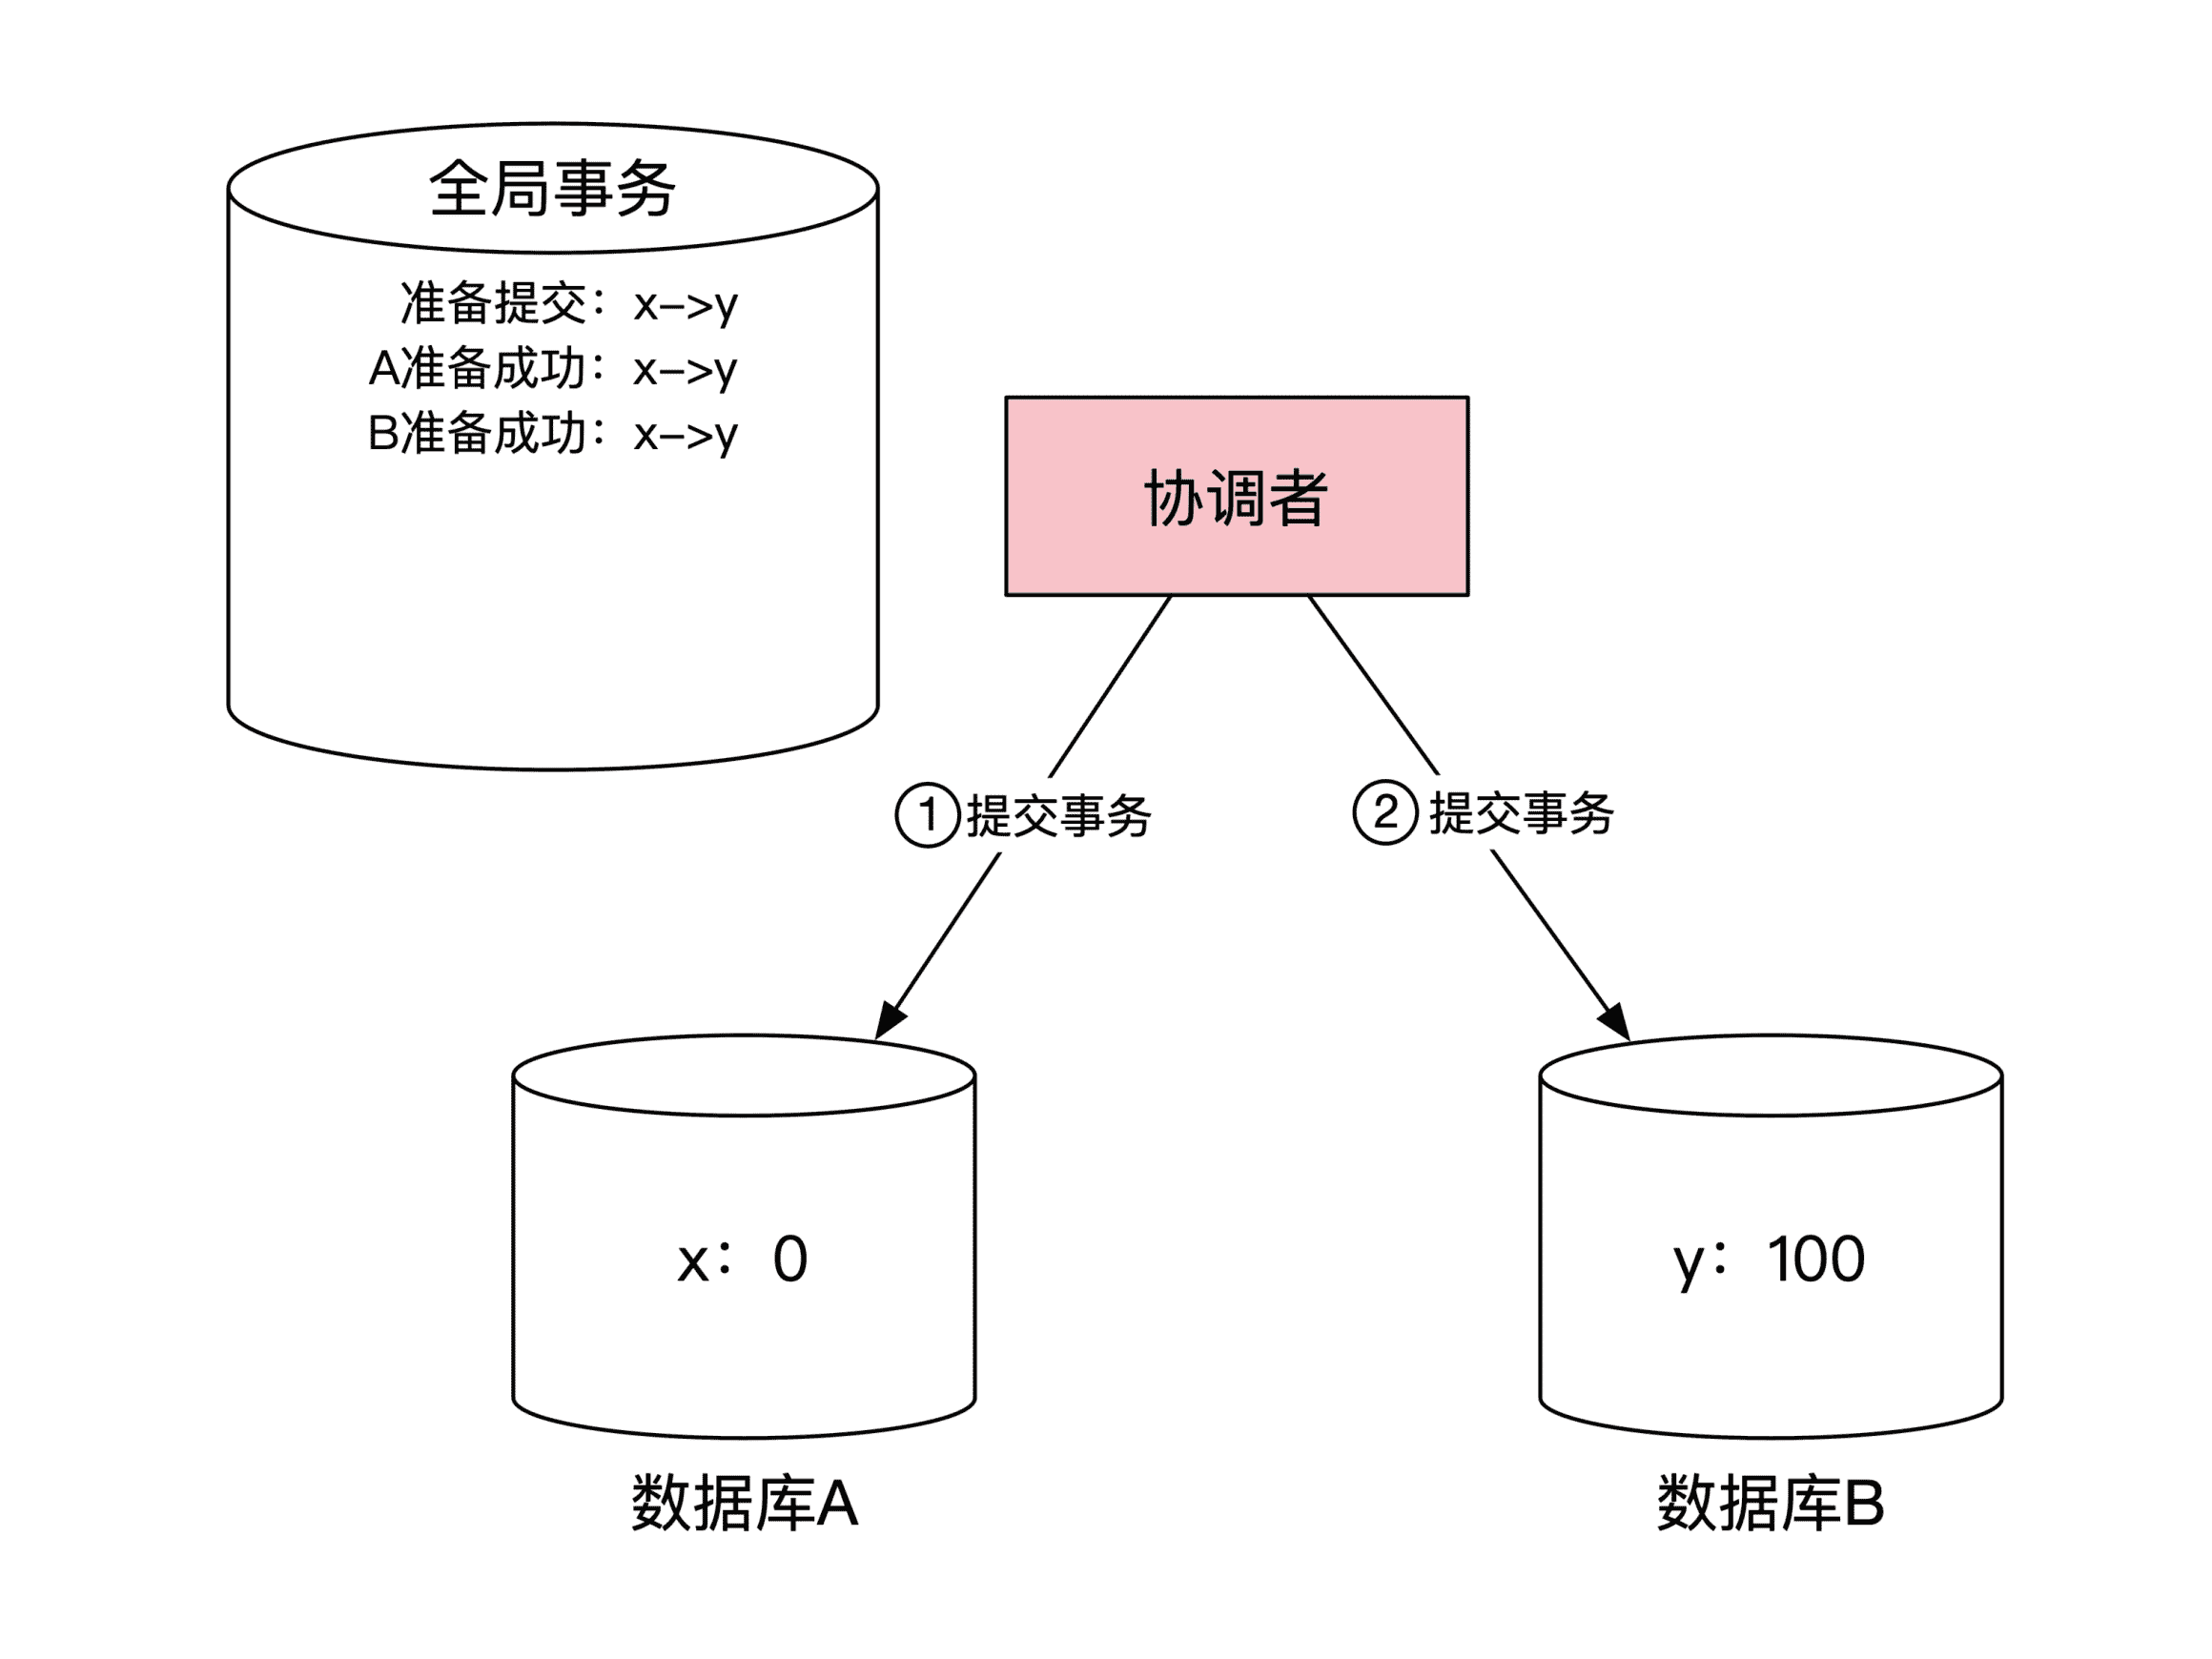 全局事务
准备提交：x->y
A准备成功：x->y
B准备成功：x->y
协调者
①提交事务
②提交事务
x：0
y：100
数据库A
数据库B